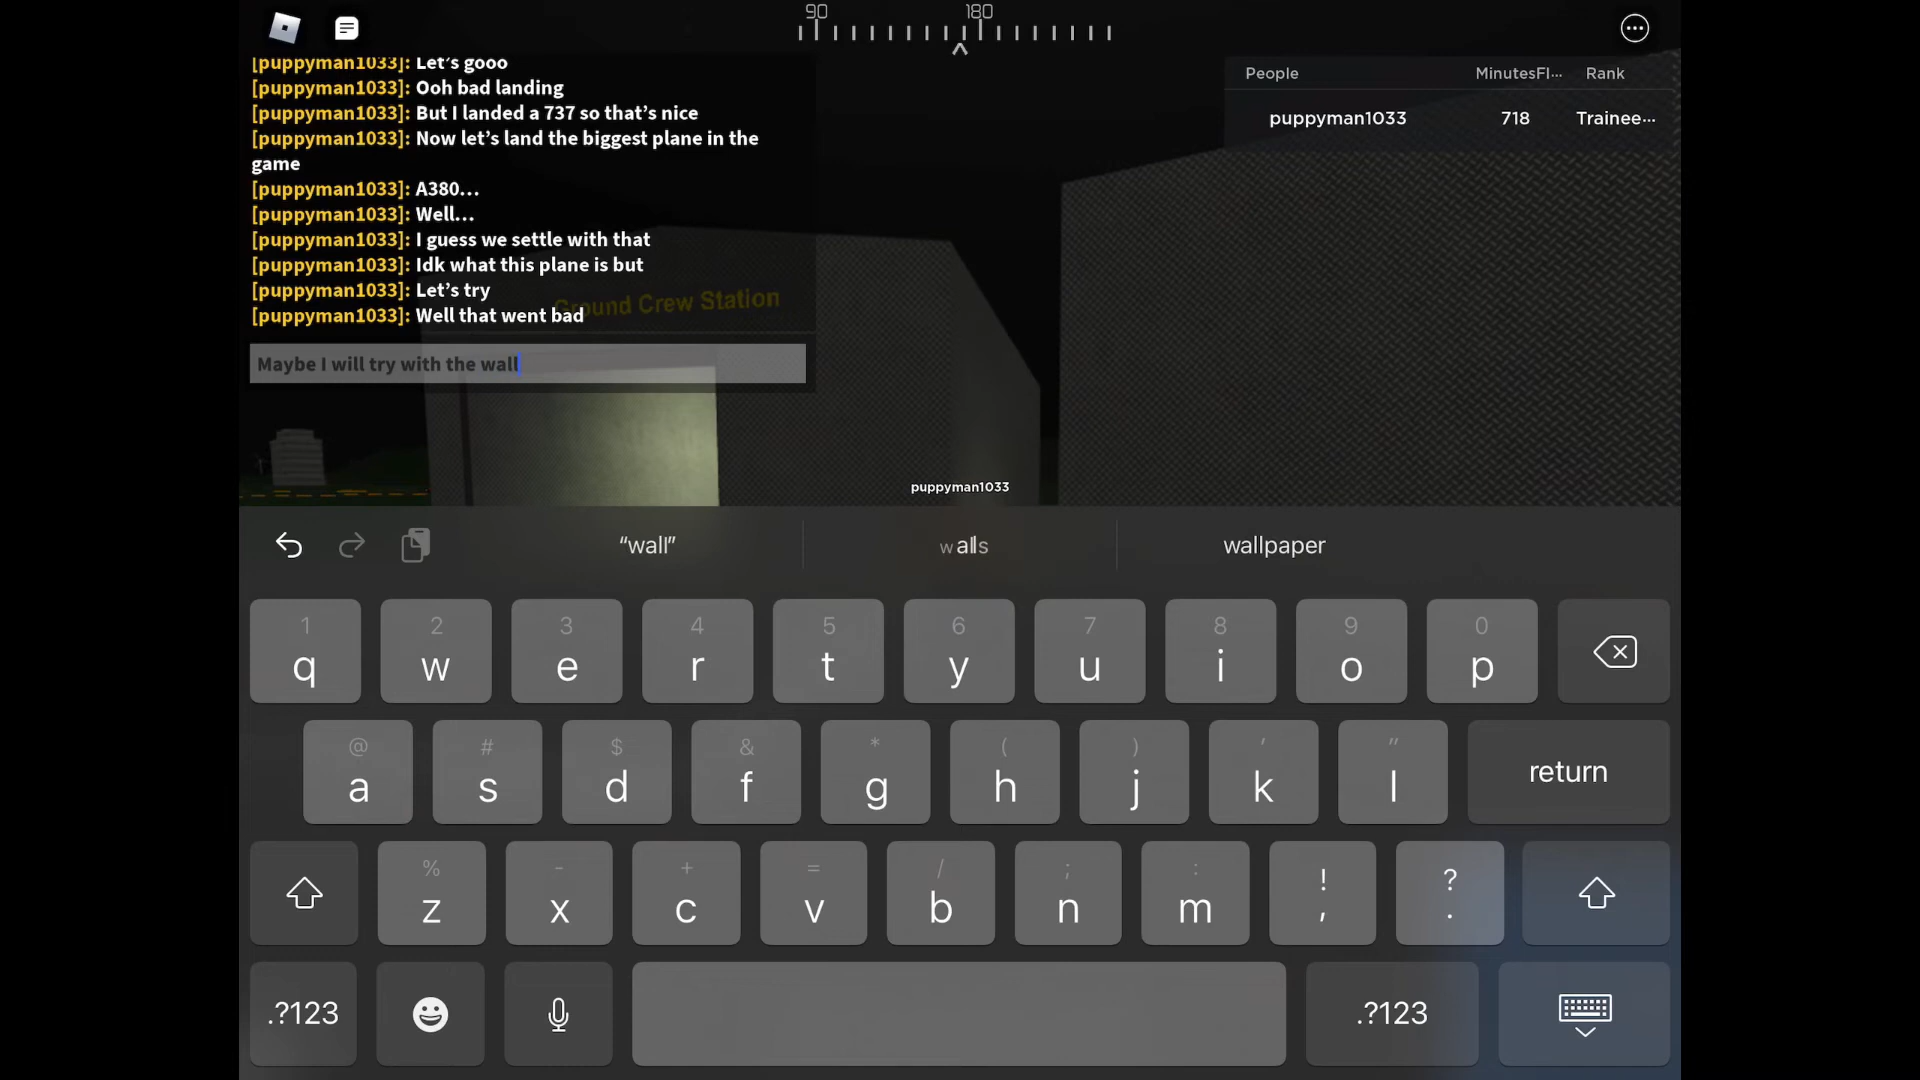 90 180
[puppyman1033]: Let's gooo
[puppyman1033]: Ooh bad landing
[puppyman1033]: But I landed a 737 so that's nice
[puppyman1033]: Now let's land the biggest plane in the
game
[puppyman1033]: A380...
[puppyman1033]: Well...
[puppyman1033]: I guess we settle with that
[puppyman1033]: Idk what this plane is but
[puppyman1033]: Let's try
[puppyman1033]: Well that went bad
Maybe I will try with the wall
People MinutesFl... Rank
puppyman1033 718 Trainee...
Ground Crew Station
puppyman1033
“wall” walls wallpaper
1 2 3 4 5 6 7 8 9 0
q w e r t y u i o p
@ # $ & * ( ) ' "
a s d f g h j k l return
% - + = / ; : ! ?
z x c v b n m , .
.?123 .?123